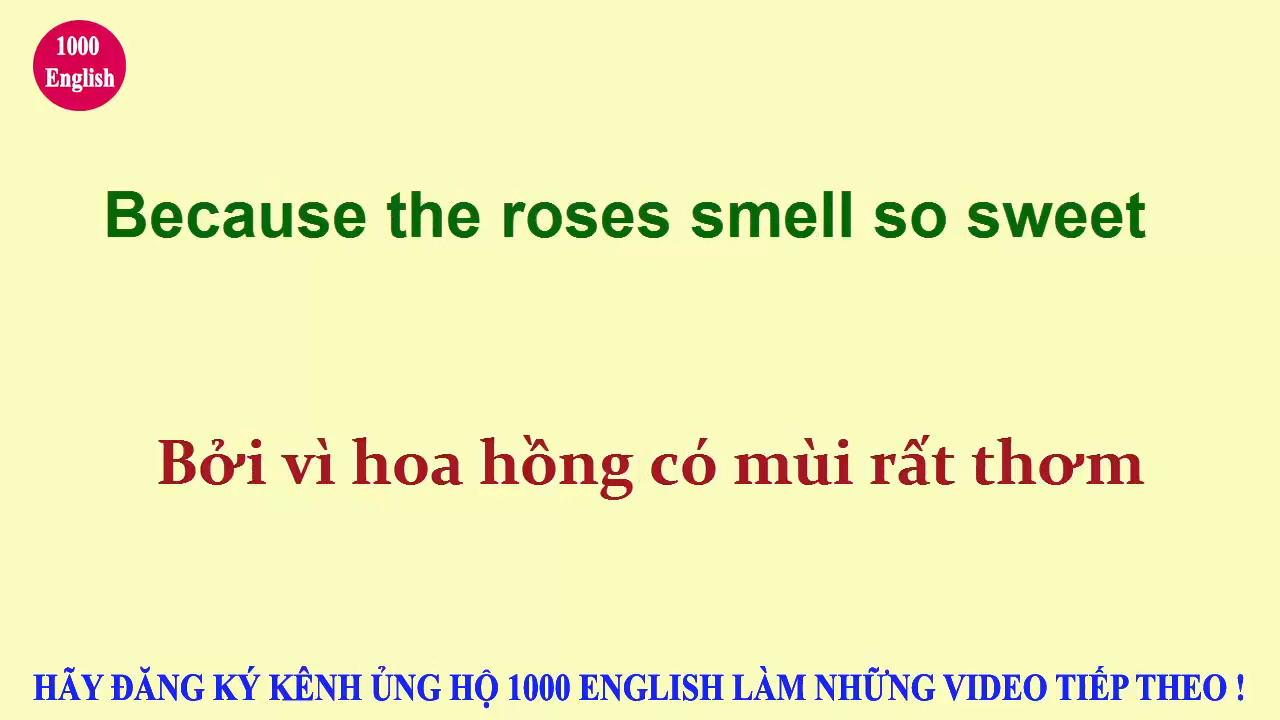 1000
English
Because the roses smell so sweet
Bởi vì hoa hồng có mùi rất thơm
HÃY ĐĂNG KÝ KÊNH ỦNG HỘ 1000 ENGLISH LÀM NHỮNG VIDEO TIẾP THEO !